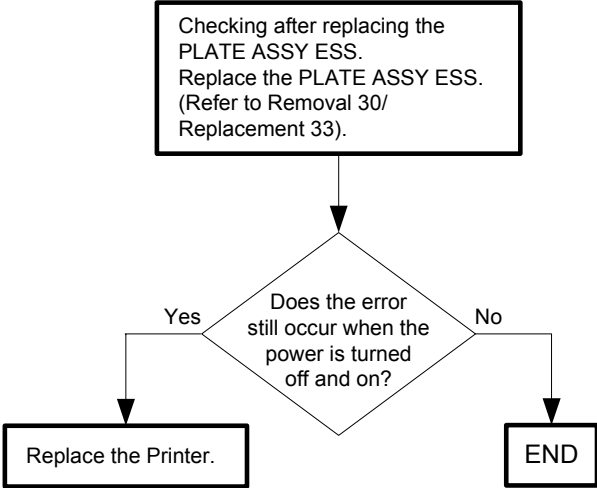 Checking after replacing the
PLATE ASSY ESS.
Replace the PLATE ASSY ESS.
(Refer to Removal 30/
Replacement 33).
Does the error
still occur when the
power is turned
off and on?
Yes
No
Replace the Printer.
END